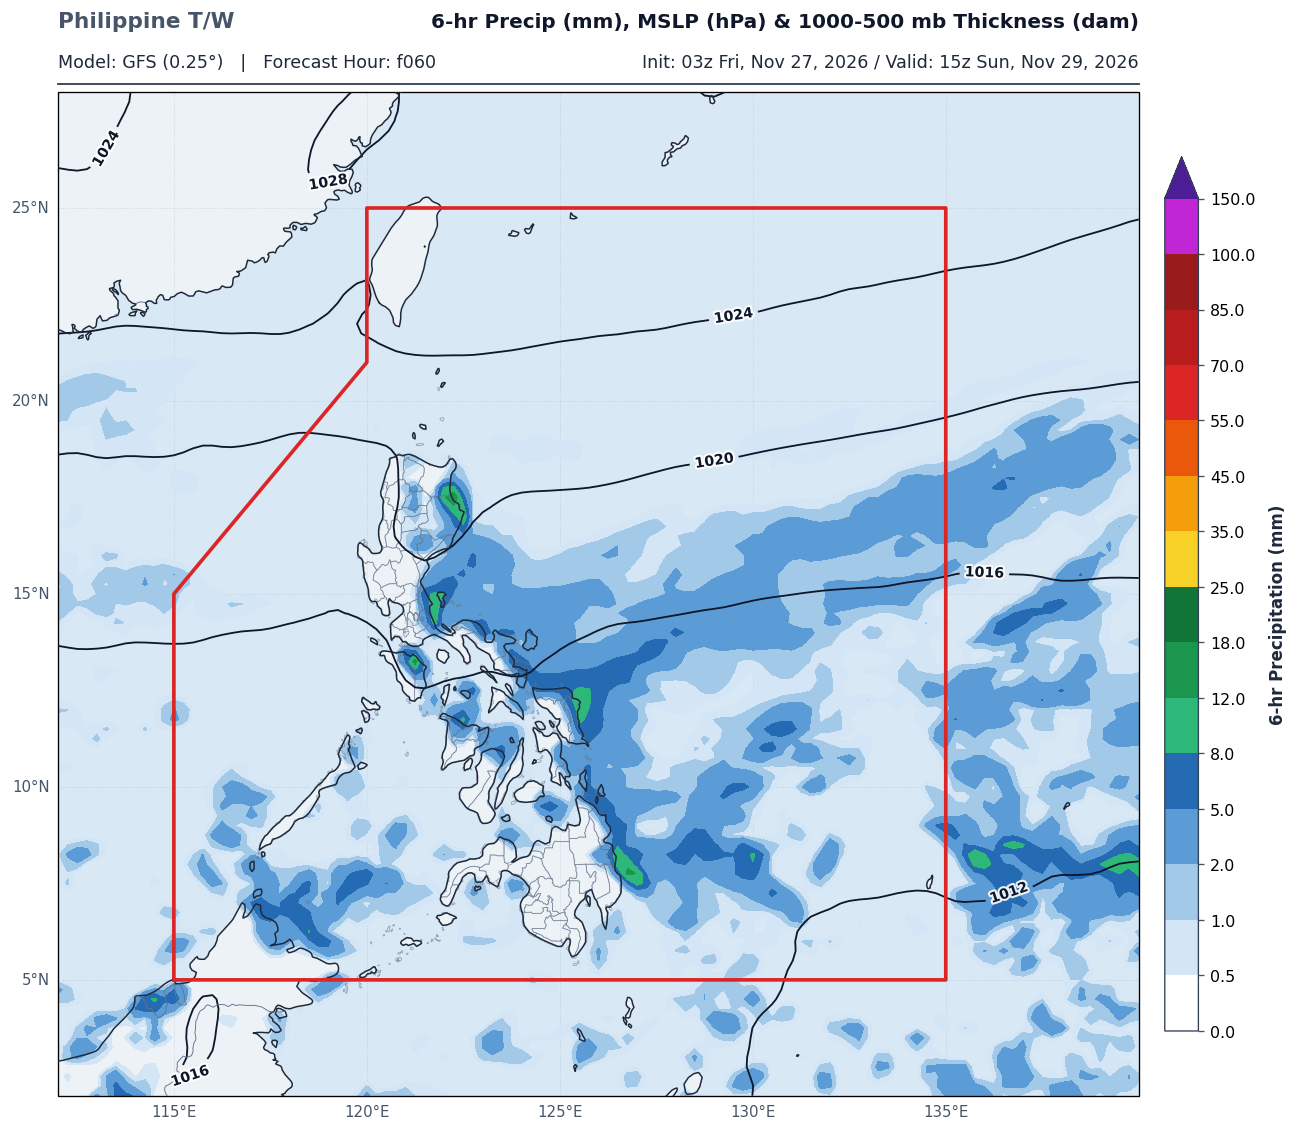 Philippine T/W
6-hr Precip (mm), MSLP (hPa) & 1000-500 mb Thickness (dam)
Model: GFS (0.25°) | Forecast Hour: f060
Init: 03z Fri, Nov 27, 2026 / Valid: 15z Sun, Nov 29, 2026
1024
1028
25°N
1024
20°N
1020
15°N
1016
10°N
1012
5°N
1016
115°E
120°E
125°E
130°E
135°E
150.0
100.0
85.0
70.0
55.0
45.0
35.0
25.0
18.0
12.0
8.0
5.0
2.0
1.0
0.5
0.0
6-hr Precipitation (mm)